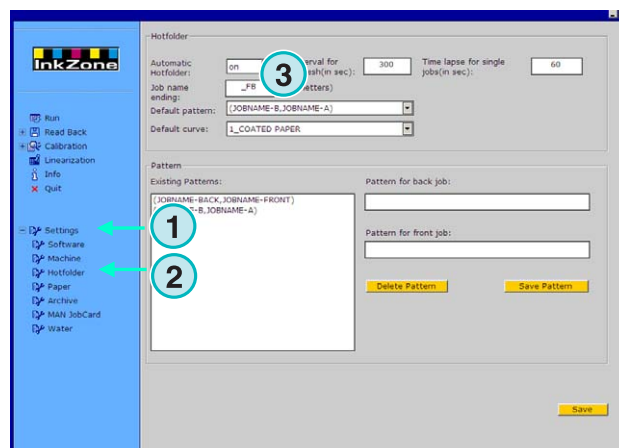 InkZone
Run
Read Back
Calibration
Linearization
Info
Quit
Settings
Software
Machine
Hotfolder
Paper
Archive
MAN JobCard
Water
1
2
Hotfolder
Automatic
Hotfolder:
on
3
erval for
esh(in sec):
300
Time lapse for single
jobs(in sec):
60
Job name
ending:
_FB
etters)
Default pattern:
(JOBNAME-B,JOBNAME-A)
Default curve:
1_COATED PAPER
Pattern
Existing Patterns:
(JOBNAME-BACK,JOBNAME-FRONT)
E-B,JOBNAME-A)
Pattern for back job:
Pattern for front job:
Delete Pattern
Save Pattern
Save